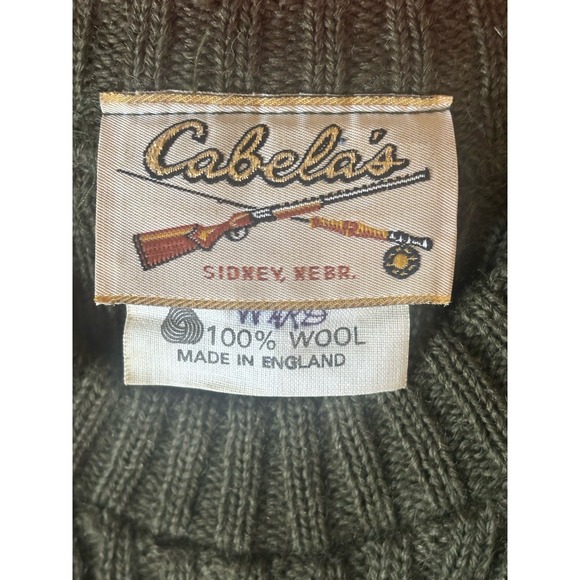 Cabela's
SIDNEY, NEBR.
100% WOOL
MADE IN ENGLAND